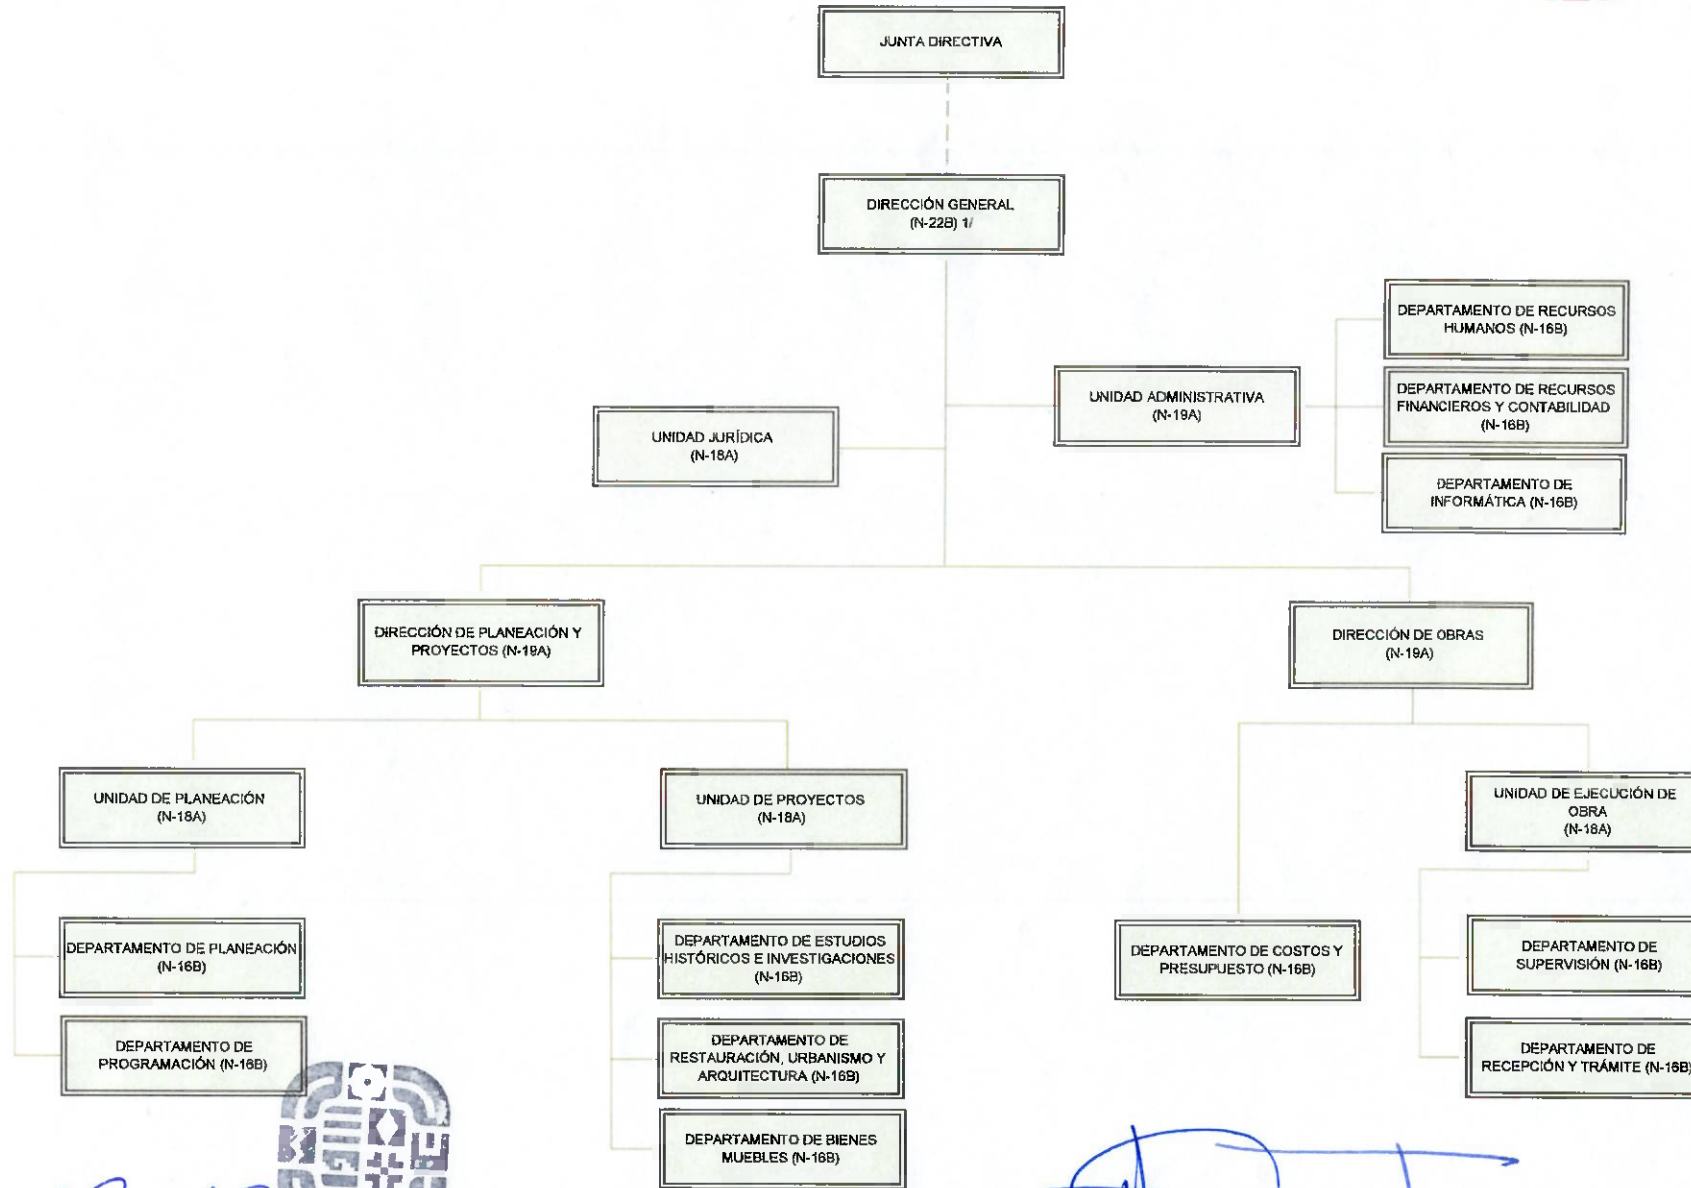 JUNTA DIRECTIVA
DIRECCIÓN GENERAL
(N-22B) 1/
DEPARTAMENTO DE RECURSOS
HUMANOS (N-16B)
UNIDAD ADMINISTRATIVA
(N-19A)
DEPARTAMENTO DE RECURSOS
FINANCIEROS Y CONTABILIDAD
(N-16B)
UNIDAD JURÍDICA
(N-18A)
DEPARTAMENTO DE
INFORMÁTICA (N-16B)
DIRECCIÓN DE PLANEACIÓN Y
PROYECTOS (N-19A)
DIRECCIÓN DE OBRAS
(N-19A)
UNIDAD DE PLANEACIÓN
(N-18A)
UNIDAD DE PROYECTOS
(N-18A)
UNIDAD DE EJECUCIÓN DE
OBRA
(N-18A)
DEPARTAMENTO DE PLANEACIÓN
(N-16B)
DEPARTAMENTO DE ESTUDIOS
HISTÓRICOS E INVESTIGACIONES
(N-16B)
DEPARTAMENTO DE COSTOS Y
PRESUPUESTO (N-16B)
DEPARTAMENTO DE
SUPERVISIÓN (N-16B)
DEPARTAMENTO DE
PROGRAMACIÓN (N-16B)
DEPARTAMENTO DE
RESTAURACIÓN, URBANISMO Y
ARQUITECTURA (N-16B)
DEPARTAMENTO DE
RECEPCIÓN Y TRÁMITE (N-16B)
DEPARTAMENTO DE BIENES
MUEBLES (N-16B)